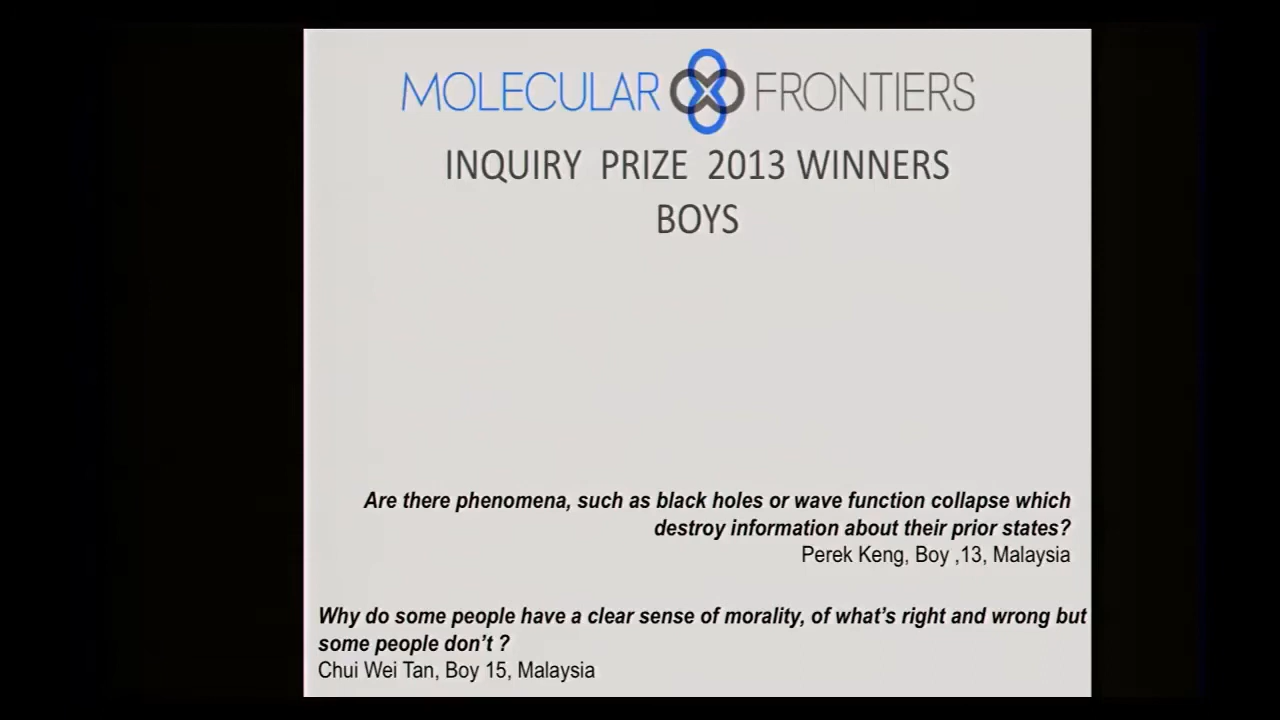 MOLECULAR FRONTIERS
INQUIRY PRIZE 2013 WINNERS
BOYS
Are there phenomena, such as black holes or wave function collapse which
destroy information about their prior states?
Perek Keng, Boy ,13, Malaysia
Why do some people have a clear sense of morality, of what's right and wrong but
some people don't ?
Chui Wei Tan, Boy 15, Malaysia